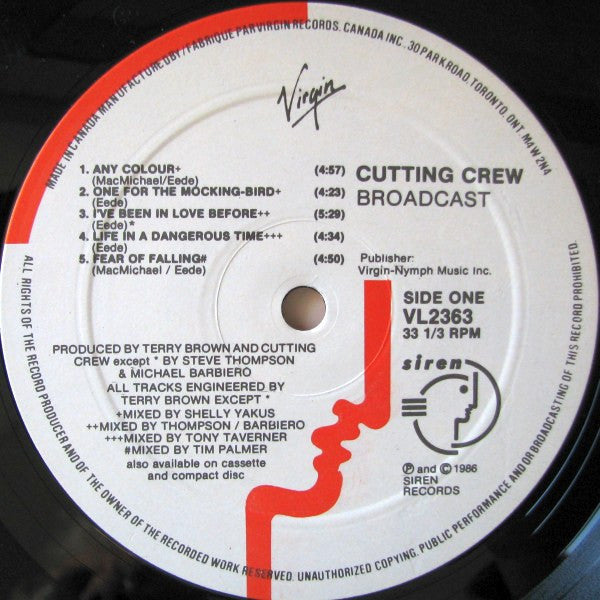 MADE IN CANADA MANUFACTURE BY/FABRIQUE PAR VIRGIN RECORDS. CANADA INC., 30 PARK ROAD, TORONTO, ONT. M4W 2N4
Virgin
1. ANY COLOUR+ (4:57)
(MacMichael/Eede)
2. ONE FOR THE MOCKING-BIRD+ (4:23)
(Eede)
3. I'VE BEEN IN LOVE BEFORE++ (5:29)
(Eede)*
4. LIFE IN A DANGEROUS TIME+++ (4:34)
(Eede)
5. FEAR OF FALLING# (4:50)
(MacMichael / Eede)
CUTTING CREW
BROADCAST
Publisher:
Virgin-Nymph Music Inc.
SIDE ONE
VL2363
33 1/3 RPM
siren
PRODUCED BY TERRY BROWN AND CUTTING
CREW except * BY STEVE THOMPSON
& MICHAEL BARBIERO
ALL TRACKS ENGINEERED BY
TERRY BROWN EXCEPT *
+MIXED BY SHELLY YAKUS
++MIXED BY THOMPSON / BARBIERO
+++MIXED BY TONY TAVERNER
#MIXED BY TIM PALMER
also available on cassette
and compact disc
Ⓟ and © 1986
SIREN
RECORDS
ALL RIGHTS OF THE RECORD PRODUCER AND OF THE OWNER OF THE RECORDED WORK RESERVED. UNAUTHORIZED COPYING. PUBLIC PERFORMANCE AND/OR BROADCASTING OF THIS RECORD PROHIBITED.